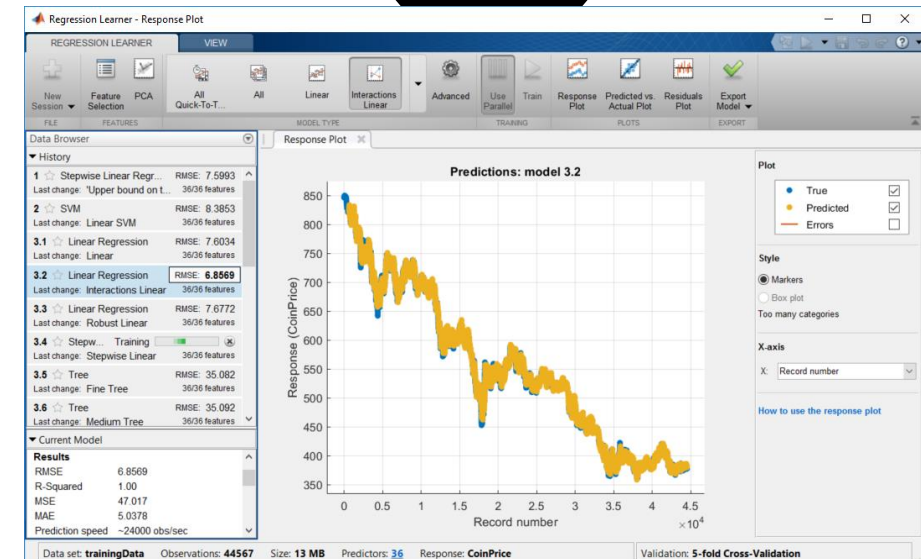 Regression Learner - Response Plot
REGRESSION LEARNER
VIEW
New Session
Feature Selection
PCA
All Quick-To-T...
All
Linear
Interactions Linear
Advanced
Use Parallel
Train
Response Plot
Predicted vs. Actual Plot
Residuals Plot
Export Model
FILE
FEATURES
MODEL TYPE
TRAINING
PLOTS
EXPORT
Data Browser
History
1 Stepwise Linear Regr... RMSE: 7.5993
Last change: 'Upper bound on t... 36/36 features
2 SVM RMSE: 8.3853
Last change: Linear SVM 36/36 features
3.1 Linear Regression RMSE: 7.6034
Last change: Linear 36/36 features
3.2 Linear Regression RMSE: 6.8569
Last change: Interactions Linear 36/36 features
3.3 Linear Regression RMSE: 7.6772
Last change: Robust Linear 36/36 features
3.4 Stepw... Training
Last change: Stepwise Linear 36/36 features
3.5 Tree RMSE: 35.082
Last change: Fine Tree 36/36 features
3.6 Tree RMSE: 35.092
Last change: Medium Tree 36/36 features
Current Model
Results
RMSE 6.8569
R-Squared 1.00
MSE 47.017
MAE 5.0378
Prediction speed ~24000 obs/sec
Response Plot
Predictions: model 3.2
Response (CoinPrice)
850
800
750
700
650
600
550
500
450
400
350
0 0.5 1 1.5 2 2.5 3 3.5 4 4.5
×10⁴
Record number
Plot
True
Predicted
Errors
Style
Markers
Box plot
Too many categories
X-axis
X: Record number
How to use the response plot
Data set: trainingData Observations: 44567 Size: 13 MB Predictors: 36 Response: CoinPrice Validation: 5-fold Cross-Validation